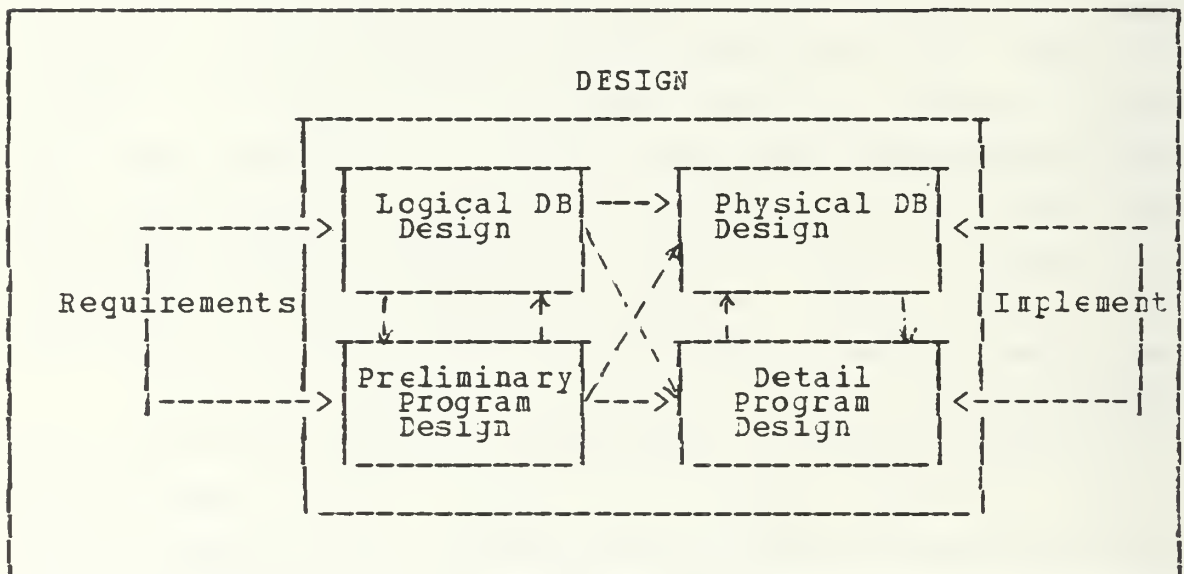 DESIGN
Logical DB
Design
Physical DB
Design
Requirements
Implement
Preliminary
Program
Design
Detail
Program
Design